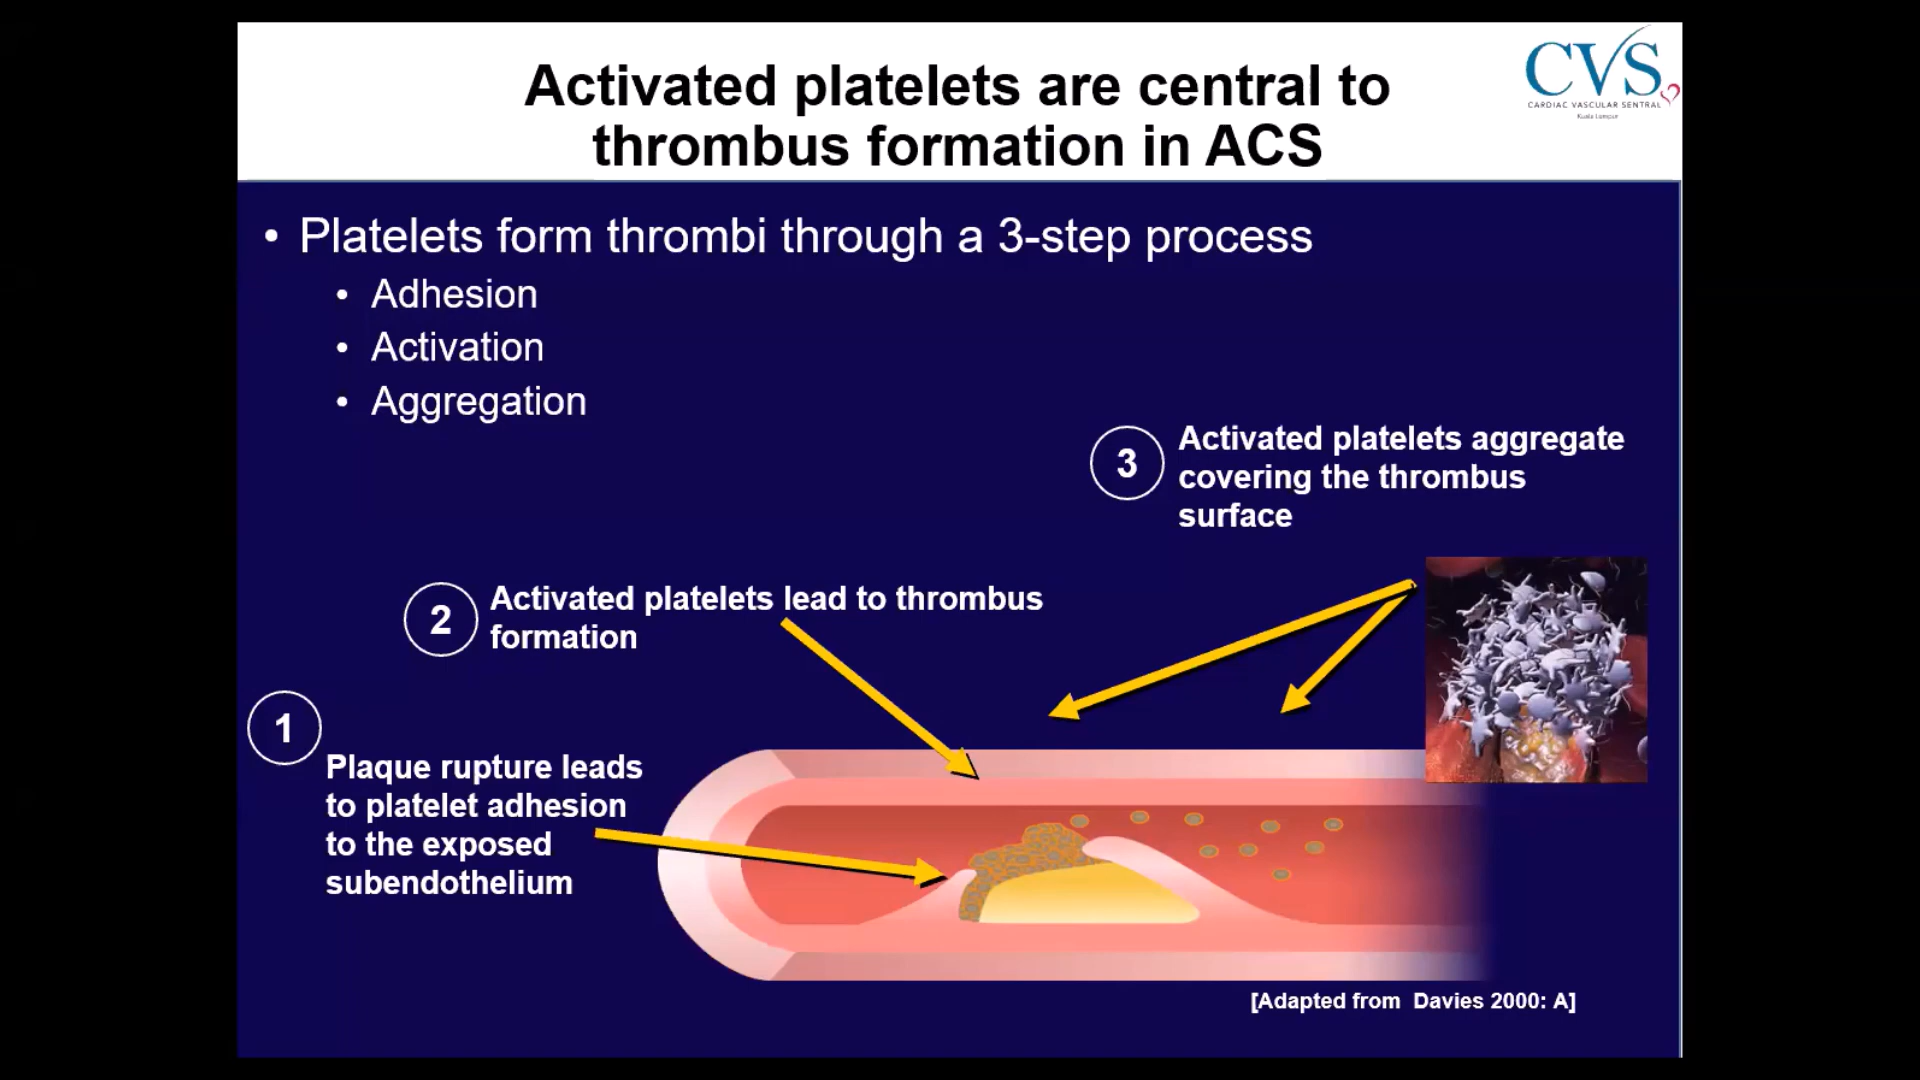 Activated platelets are central to
thrombus formation in ACS
CVS
CARDIAC VASCULAR SENTRAL
Kuala Lumpur
• Platelets form thrombi through a 3-step process
• Adhesion
• Activation
• Aggregation
3
Activated platelets aggregate
covering the thrombus
surface
2
Activated platelets lead to thrombus
formation
1
Plaque rupture leads
to platelet adhesion
to the exposed
subendothelium
[Adapted from Davies 2000: A]